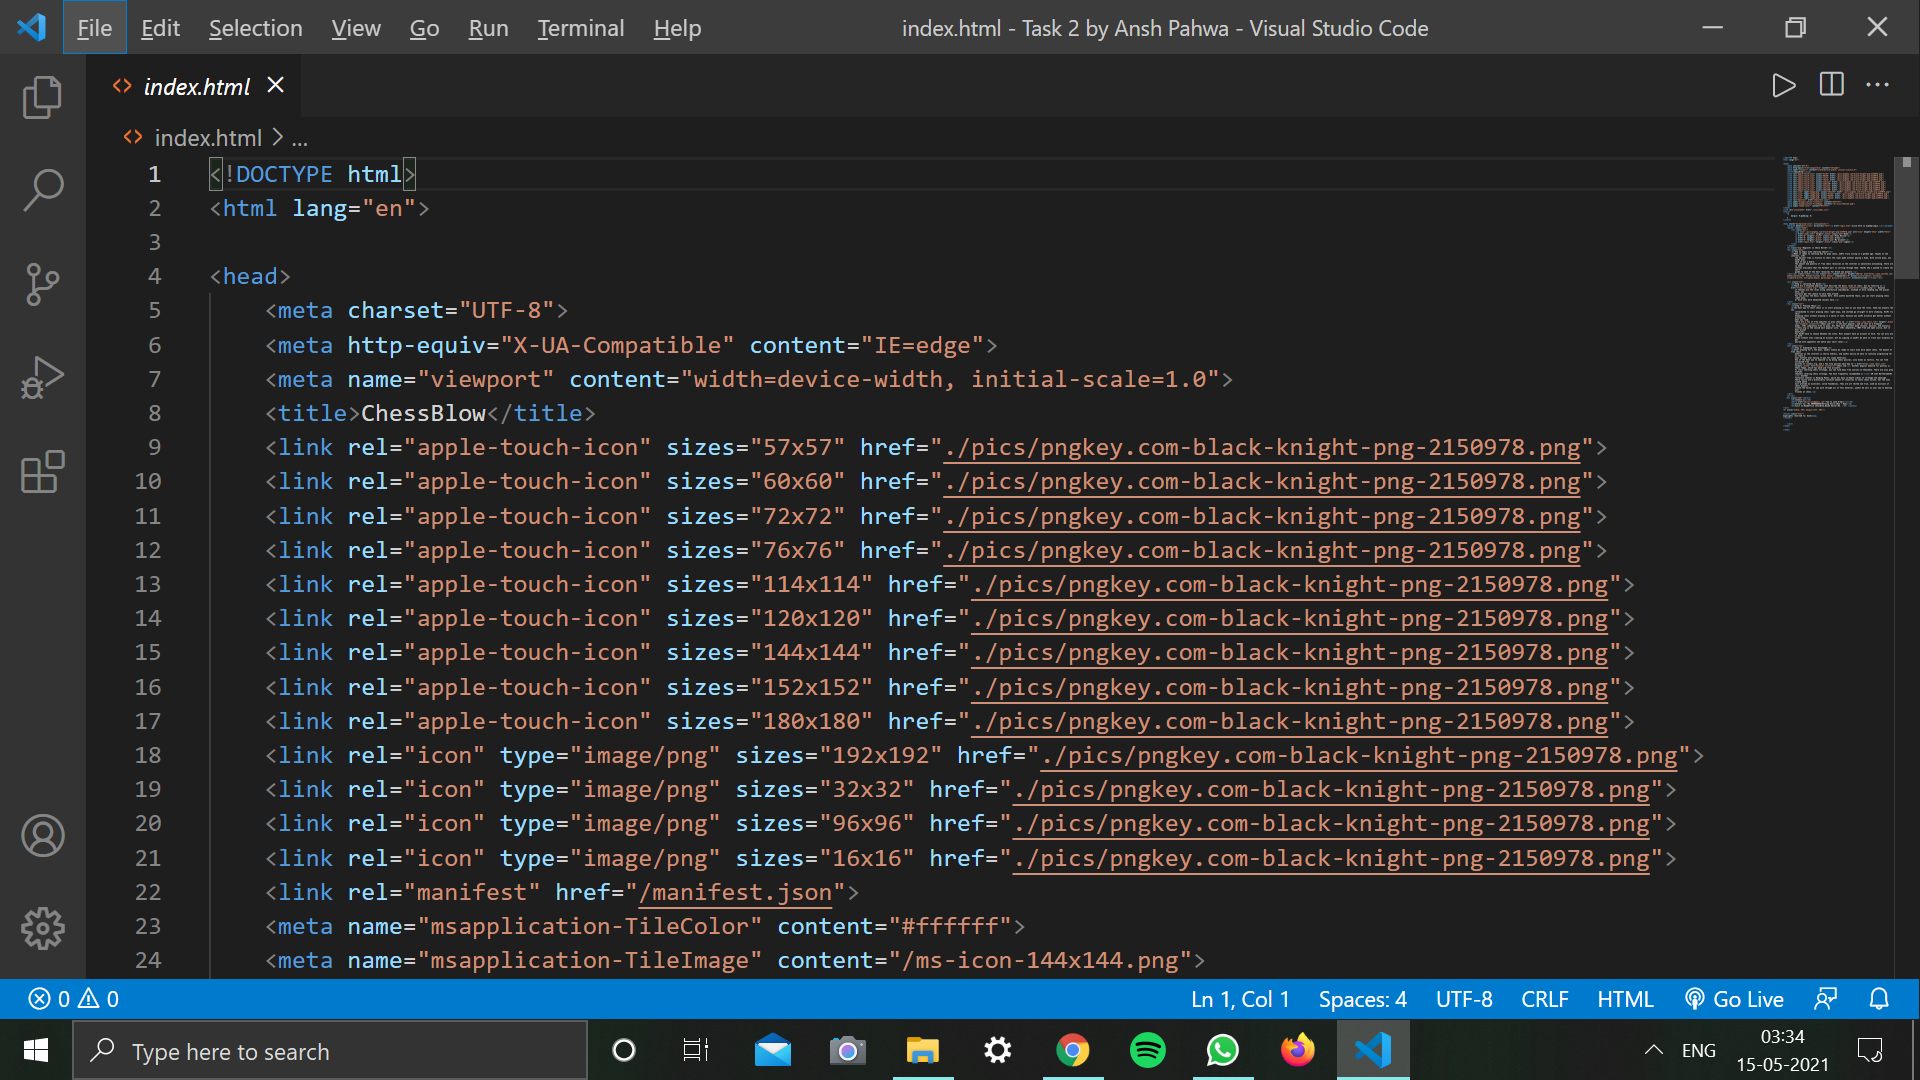 File Edit Selection View Go Run Terminal Help index.html - Task 2 by Ansh Pahwa - Visual Studio Code
index.html
index.html > ...
1 <!DOCTYPE html>
2 <html lang="en">
3
4 <head>
5 <meta charset="UTF-8">
6 <meta http-equiv="X-UA-Compatible" content="IE=edge">
7 <meta name="viewport" content="width=device-width, initial-scale=1.0">
8 <title>ChessBlow</title>
9 <link rel="apple-touch-icon" sizes="57x57" href="./pics/pngkey.com-black-knight-png-2150978.png">
10 <link rel="apple-touch-icon" sizes="60x60" href="./pics/pngkey.com-black-knight-png-2150978.png">
11 <link rel="apple-touch-icon" sizes="72x72" href="./pics/pngkey.com-black-knight-png-2150978.png">
12 <link rel="apple-touch-icon" sizes="76x76" href="./pics/pngkey.com-black-knight-png-2150978.png">
13 <link rel="apple-touch-icon" sizes="114x114" href="./pics/pngkey.com-black-knight-png-2150978.png">
14 <link rel="apple-touch-icon" sizes="120x120" href="./pics/pngkey.com-black-knight-png-2150978.png">
15 <link rel="apple-touch-icon" sizes="144x144" href="./pics/pngkey.com-black-knight-png-2150978.png">
16 <link rel="apple-touch-icon" sizes="152x152" href="./pics/pngkey.com-black-knight-png-2150978.png">
17 <link rel="apple-touch-icon" sizes="180x180" href="./pics/pngkey.com-black-knight-png-2150978.png">
18 <link rel="icon" type="image/png" sizes="192x192" href="./pics/pngkey.com-black-knight-png-2150978.png">
19 <link rel="icon" type="image/png" sizes="32x32" href="./pics/pngkey.com-black-knight-png-2150978.png">
20 <link rel="icon" type="image/png" sizes="96x96" href="./pics/pngkey.com-black-knight-png-2150978.png">
21 <link rel="icon" type="image/png" sizes="16x16" href="./pics/pngkey.com-black-knight-png-2150978.png">
22 <link rel="manifest" href="/manifest.json">
23 <meta name="msapplication-TileColor" content="#ffffff">
24 <meta name="msapplication-TileImage" content="/ms-icon-144x144.png">
0 0 Ln 1, Col 1 Spaces: 4 UTF-8 CRLF HTML Go Live
Type here to search ENG 03:34
15-05-2021